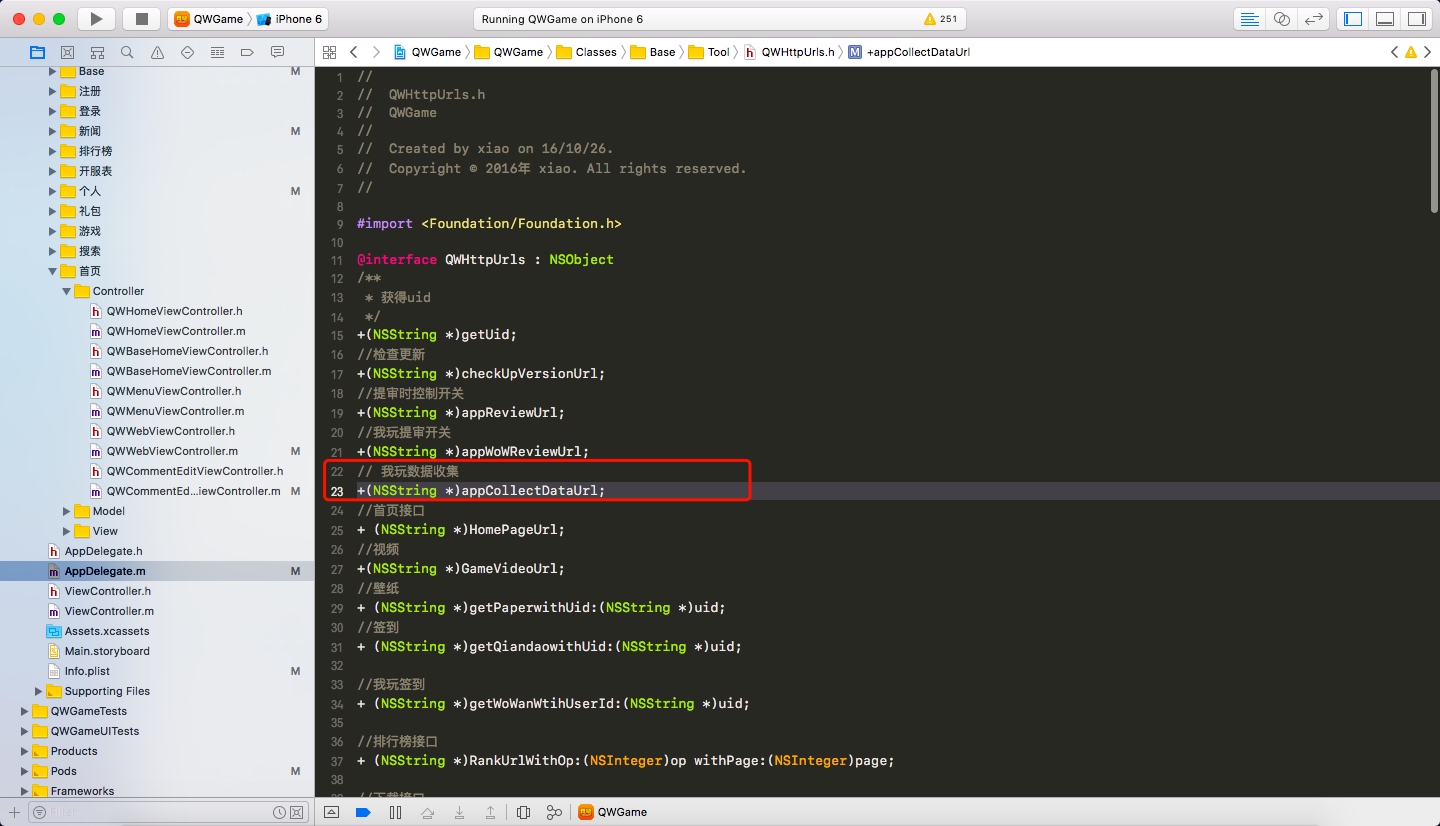 QWGame
iPhone 6
Running QWGame on iPhone 6
251
QWGame
QWGame
Classes
Base
Tool
QWHttpUrls.h
+appCollectDataUrl
Base M
注册
登录
新闻 M
排行榜
开服表
个人 M
礼包
游戏
搜索
首页
Controller
h QWHomeViewController.h
m QWHomeViewController.m
h QWBaseHomeViewController.h
m QWBaseHomeViewController.m
h QWMenuViewController.h
m QWMenuViewController.m
h QWWebViewController.h
m QWWebViewController.m M
h QWCommentEditViewController.h
m QWCommentEd...iewController.m M
Model
View
h AppDelegate.h
m AppDelegate.m M
h ViewController.h
m ViewController.m
Assets.xcassets
Main.storyboard
Info.plist M
Supporting Files
QWGameTests
QWGameUITests
Products
Pods M
Frameworks
Filter
1 //
2 //  QWHttpUrls.h
3 //  QWGame
4 //
5 //  Created by xiao on 16/10/26.
6 //  Copyright © 2016年 xiao. All rights reserved.
7 //
8
9 #import <Foundation/Foundation.h>
10
11 @interface QWHttpUrls : NSObject
12 /**
13  * 获得uid
14  */
15 +(NSString *)getUid;
16 //检查更新
17 +(NSString *)checkUpVersionUrl;
18 //提审时控制开关
19 +(NSString *)appReviewUrl;
20 //我玩提审开关
21 +(NSString *)appWoWReviewUrl;
22 // 我玩数据收集
23 +(NSString *)appCollectDataUrl;
24 //首页接口
25 + (NSString *)HomePageUrl;
26 //视频
27 +(NSString *)GameVideoUrl;
28 //壁纸
29 + (NSString *)getPaperwithUid:(NSString *)uid;
30 //签到
31 + (NSString *)getQiandaowithUid:(NSString *)uid;
32
33 //我玩签到
34 + (NSString *)getWoWanWtihUserId:(NSString *)uid;
35
36 //排行榜接口
37 + (NSString *)RankUrlWithOp:(NSInteger)op withPage:(NSInteger)page;
38
39 //下载接口
QWGame